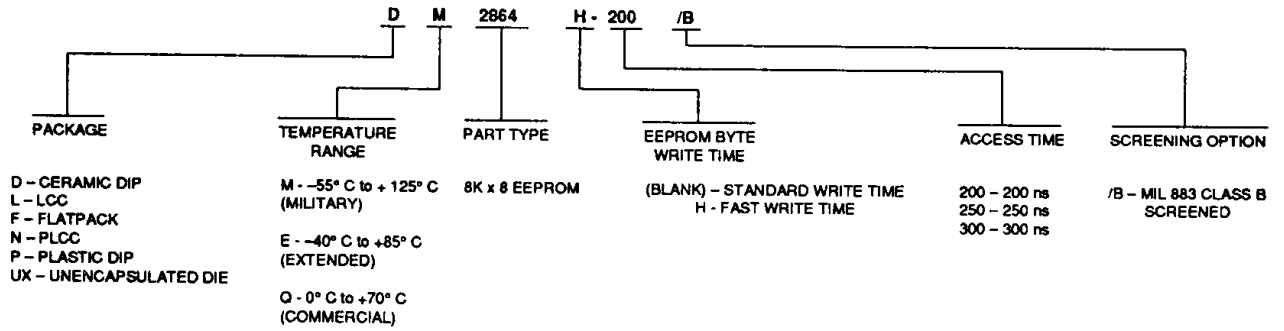 D M 2864 H - 200 /B
PACKAGE
D – CERAMIC DIP
L – LCC
F – FLATPACK
N – PLCC
P – PLASTIC DIP
UX – UNENCAPSULATED DIE
TEMPERATURE
RANGE
M - –55° C to + 125° C
(MILITARY)
E - –40° C to +85° C
(EXTENDED)
Q - 0° C to +70° C
(COMMERCIAL)
PART TYPE
8K x 8 EEPROM
EEPROM BYTE
WRITE TIME
(BLANK) – STANDARD WRITE TIME
H - FAST WRITE TIME
ACCESS TIME
200 – 200 ns
250 – 250 ns
300 – 300 ns
SCREENING OPTION
/B – MIL 883 CLASS B
SCREENED